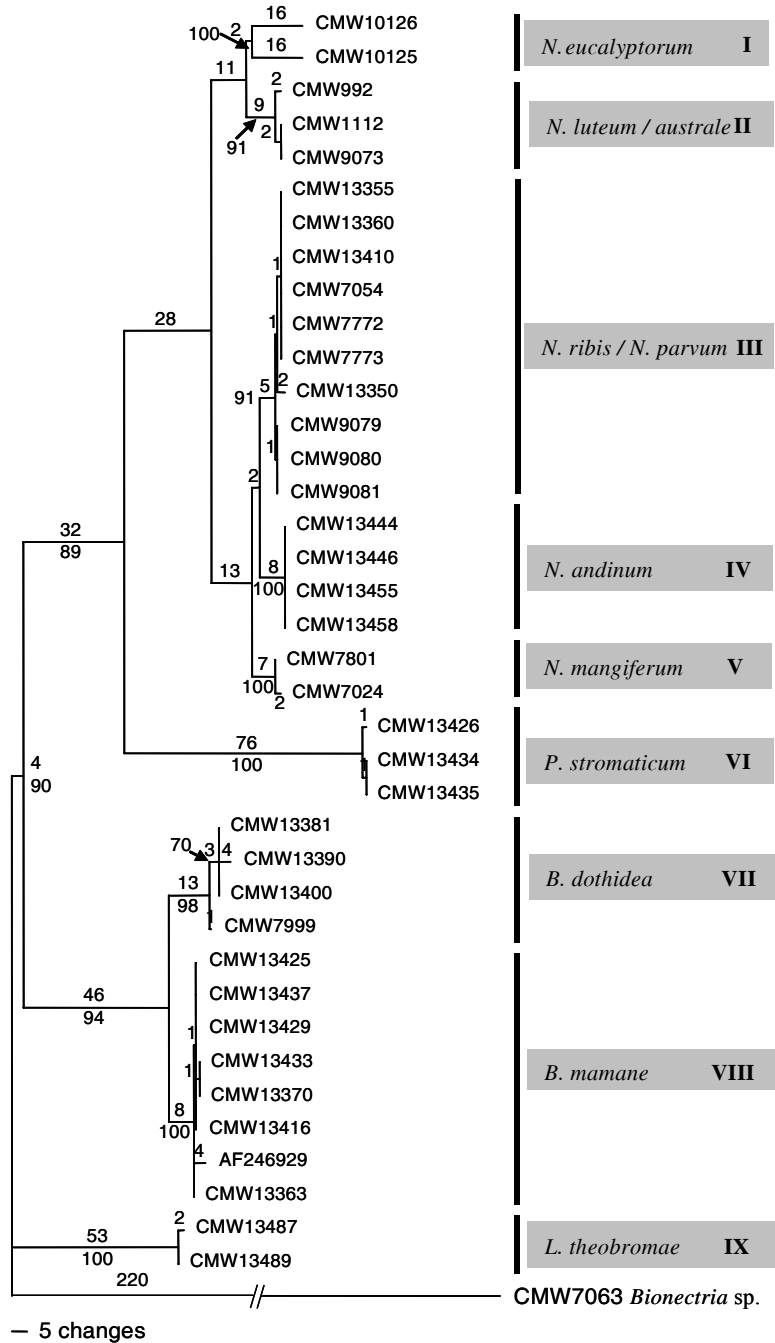 16
CMW10126
2
100
16
CMW10125
N. eucalyptorum I
11
2
CMW992
9
CMW1112
2
91
CMW9073
N. luteum / australe II
CMW13355
CMW13360
CMW13410
1
CMW7054
28
1
CMW7772
CMW7773
N. ribis / N. parvum III
5
2
CMW13350
91
CMW9079
1
CMW9080
2
CMW9081
32
89
CMW13444
CMW13446
13
8
100
CMW13455
CMW13458
N. andinum IV
7
CMW7801
100
CMW7024
2
N. mangiferum V
1
CMW13426
76
100
CMW13434
1
CMW13435
P. stromaticum VI
4
90
CMW13381
70
3
4
CMW13390
13
98
CMW13400
1
CMW7999
B. dothidea VII
CMW13425
46
94
CMW13437
CMW13429
1
CMW13433
1
CMW13370
8
100
CMW13416
4
AF246929
CMW13363
B. mamane VIII
2
CMW13487
53
100
CMW13489
L. theobromae IX
220
CMW7063 Bionectria sp.
5 changes